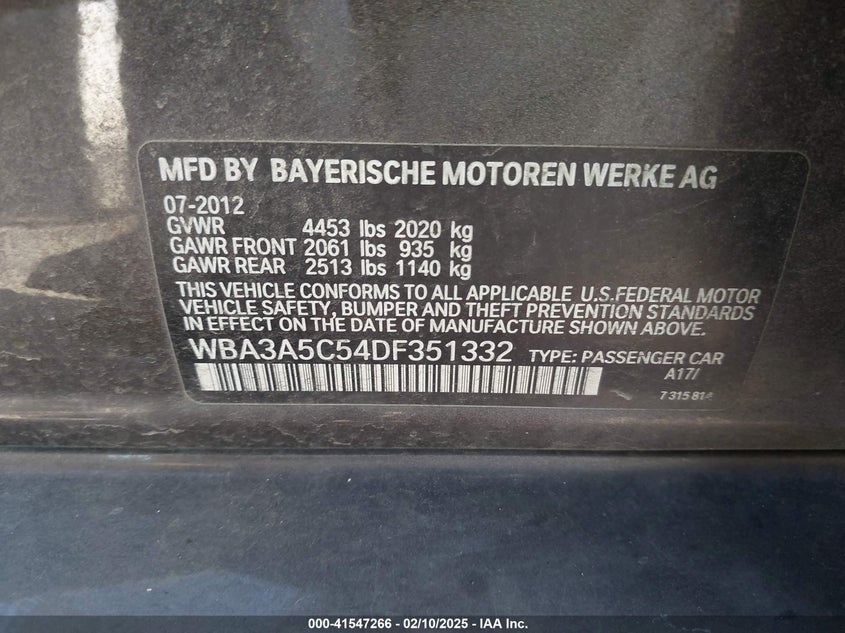 MFD BY BAYERISCHE MOTOREN WERKE AG
07-2012
GVWR 4453 lbs 2020 kg
GAWR FRONT 2061 lbs 935 kg
GAWR REAR 2513 lbs 1140 kg
THIS VEHICLE CONFORMS TO ALL APPLICABLE U.S.FEDERAL MOTOR
VEHICLE SAFETY, BUMPER AND THEFT PREVENTION STANDARDS
IN EFFECT ON THE DATE OF MANUFACTURE SHOWN ABOVE.
WBA3A5C54DF351332 TYPE: PASSENGER CAR
A17/
7 315 814
000-41547266 - 02/10/2025 - IAA Inc.